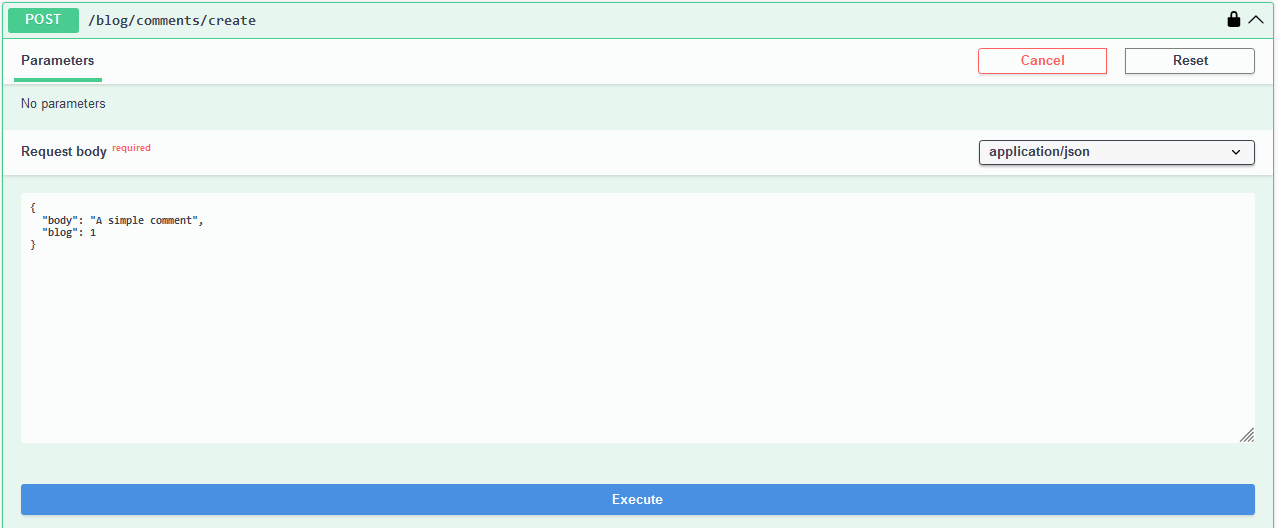 POST /blog/comments/create
Parameters Cancel Reset
No parameters
Request body required application/json
{
  "body": "A simple comment",
  "blog": 1
}
Execute